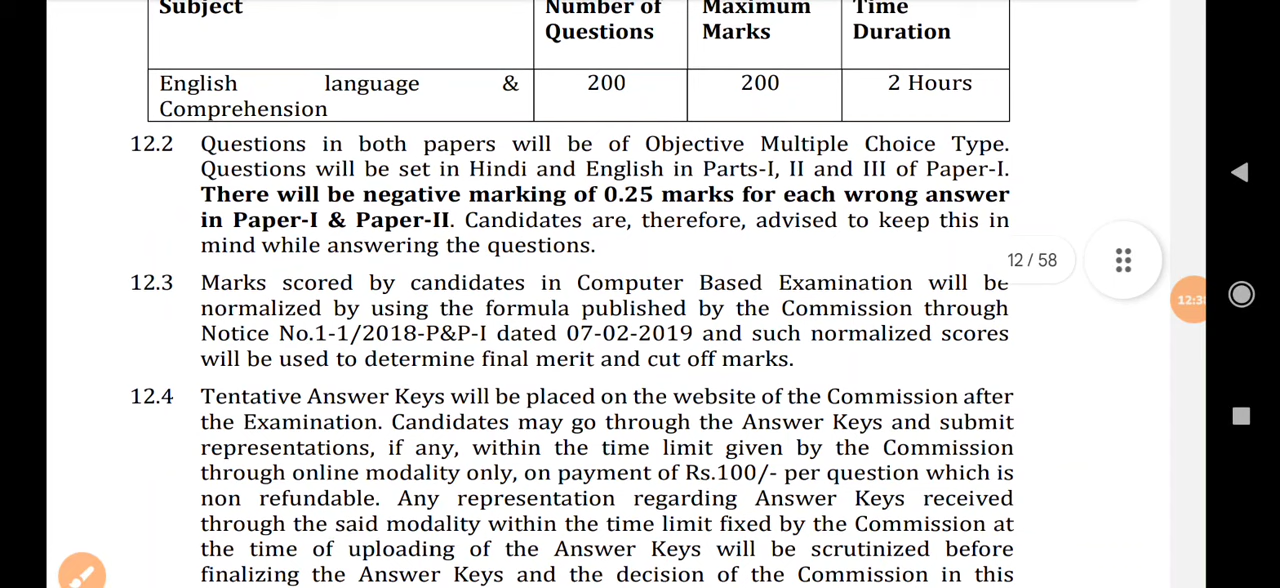 Subject Number of Maximum Time
Questions Marks Duration
English language & 200 200 2 Hours
Comprehension
12.2 Questions in both papers will be of Objective Multiple Choice Type.
Questions will be set in Hindi and English in Parts-I, II and III of Paper-I.
There will be negative marking of 0.25 marks for each wrong answer
in Paper-I & Paper-II. Candidates are, therefore, advised to keep this in
mind while answering the questions.
12 / 58
12.3 Marks scored by candidates in Computer Based Examination will be
normalized by using the formula published by the Commission through
Notice No.1-1/2018-P&P-I dated 07-02-2019 and such normalized scores
will be used to determine final merit and cut off marks.
12.4 Tentative Answer Keys will be placed on the website of the Commission after
the Examination. Candidates may go through the Answer Keys and submit
representations, if any, within the time limit given by the Commission
through online modality only, on payment of Rs.100/- per question which is
non refundable. Any representation regarding Answer Keys received
through the said modality within the time limit fixed by the Commission at
the time of uploading of the Answer Keys will be scrutinized before
finalizing the Answer Keys and the decision of the Commission in this